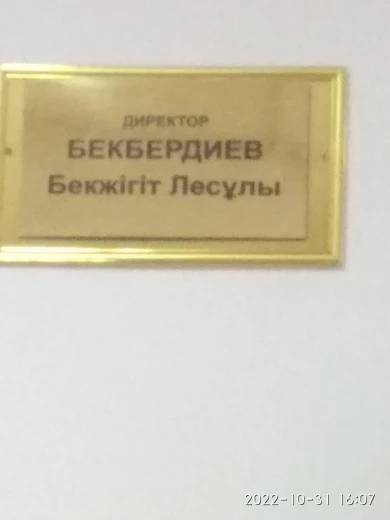 ДИРЕКТОР
БЕКБЕРДИЕВ
Бекжігіт Лесұлы
2022-10-31 16:07